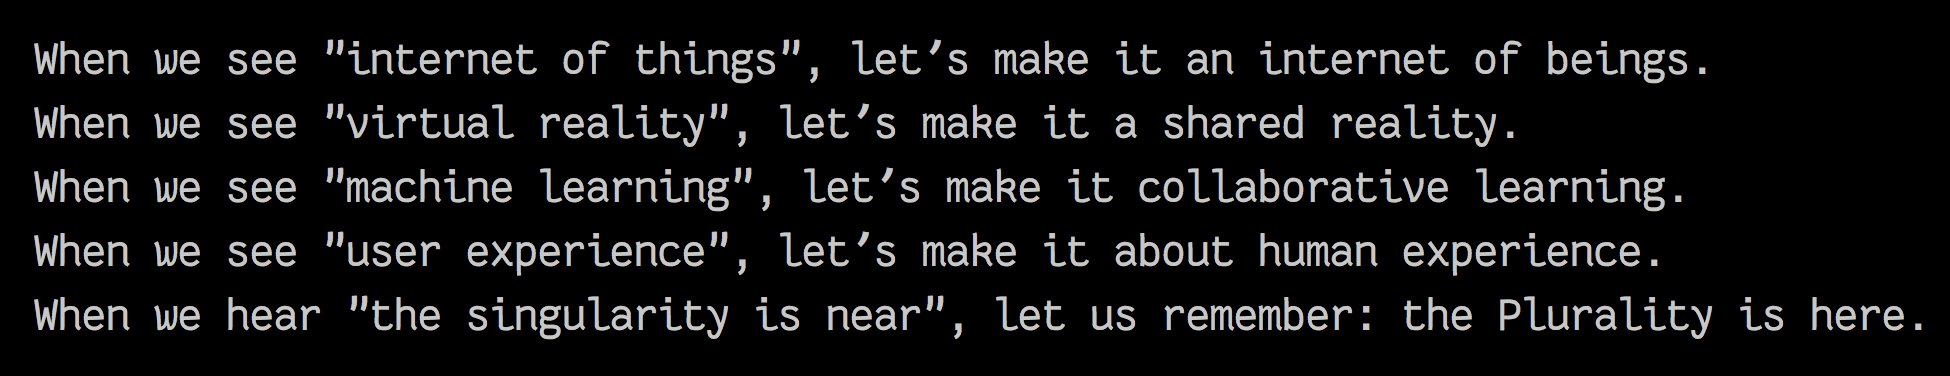 When we see "internet of things", let’s make it an internet of beings.
When we see "virtual reality", let’s make it a shared reality.
When we see "machine learning", let’s make it collaborative learning.
When we see "user experience", let’s make it about human experience.
When we hear "the singularity is near", let us remember: the Plurality is here.